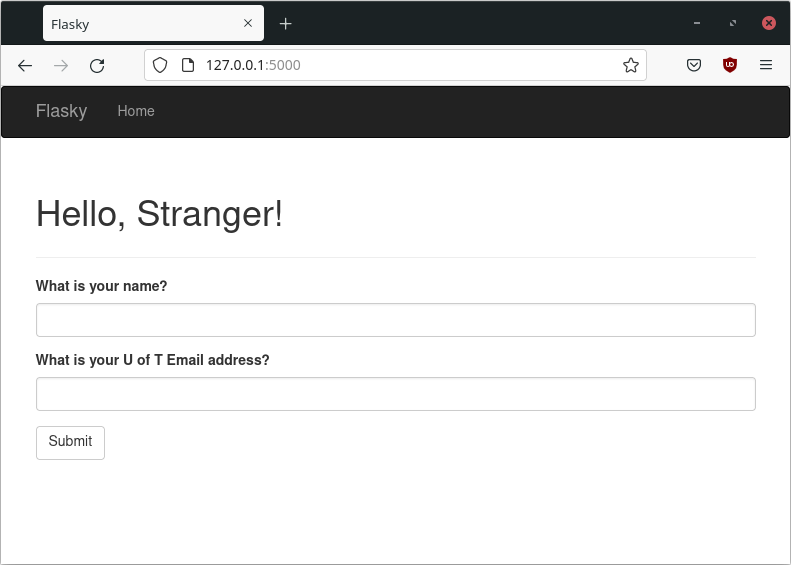 Flasky
127.0.0.1:5000
Flasky Home
Hello, Stranger!
What is your name?
What is your U of T Email address?
Submit